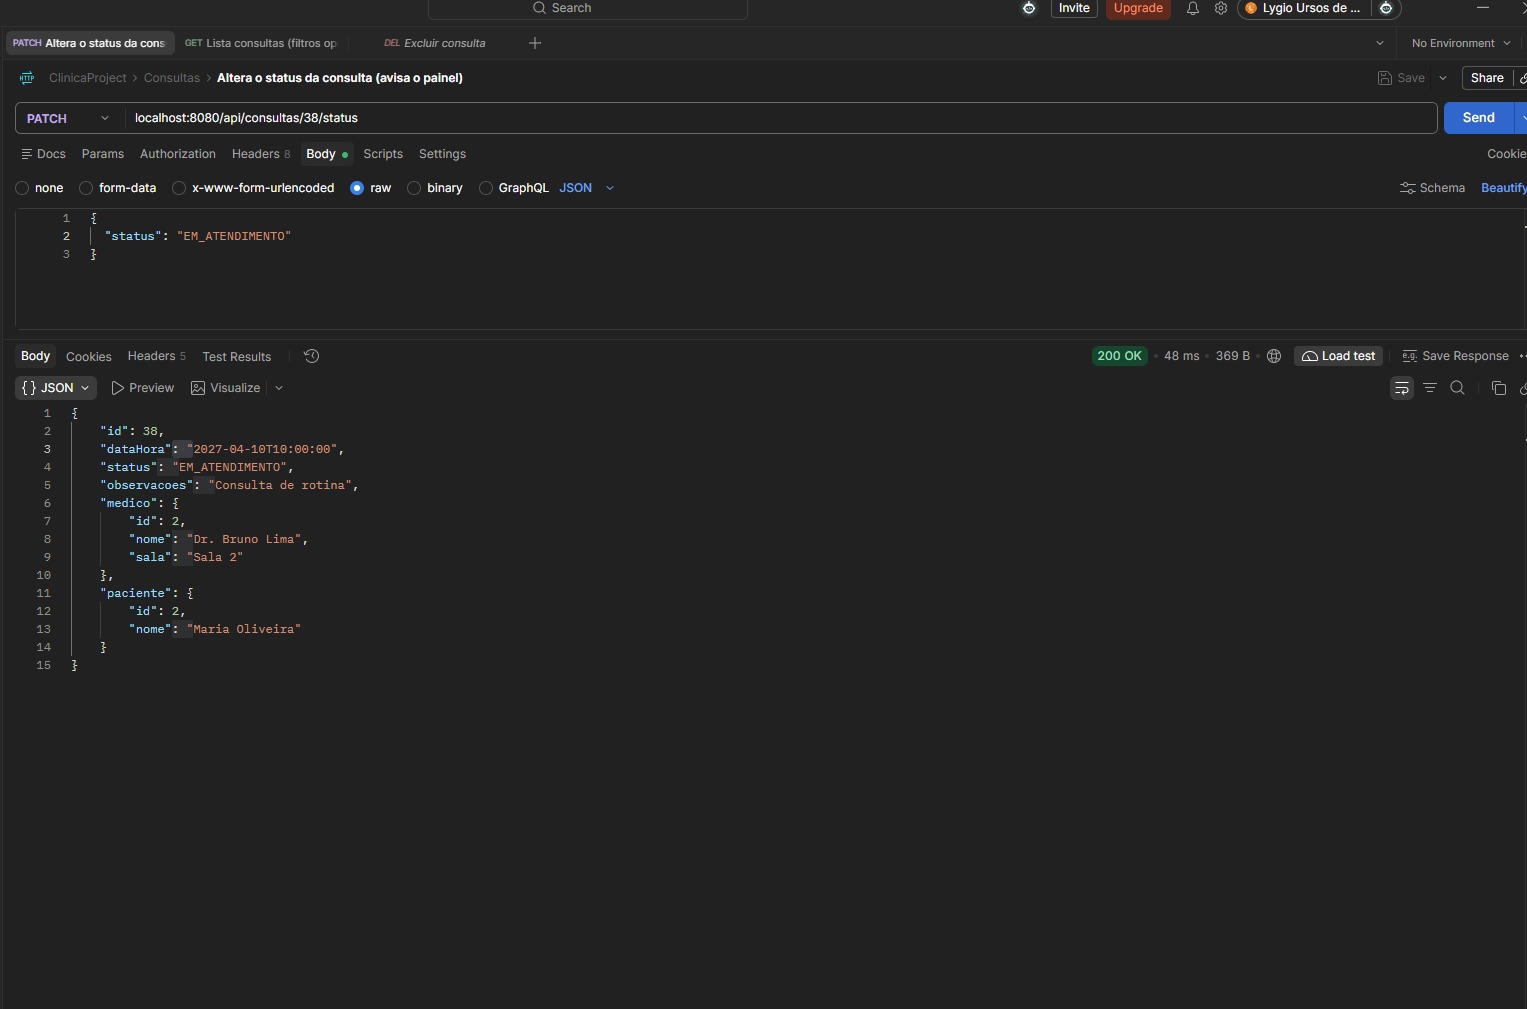 Search
Invite
Upgrade
Lygio Ursos de ...
PATCH Altera o status da cons
GET Lista consultas (filtros op
DEL Excluir consulta
No Environment
HTTP
ClinicaProject > Consultas > Altera o status da consulta (avisa o painel)
Save
Share
PATCH
localhost:8080/api/consultas/38/status
Send
Docs Params Authorization Headers 8 Body Scripts Settings
Cookie
none form-data x-www-form-urlencoded raw binary GraphQL JSON
Schema Beautify
1 {
2 "status": "EM_ATENDIMENTO"
3 }
Body Cookies Headers 5 Test Results
200 OK • 48 ms • 369 B
Load test
e.g. Save Response
{} JSON Preview Visualize
1 {
2 "id": 38,
3 "dataHora": "2027-04-10T10:00:00",
4 "status": "EM_ATENDIMENTO",
5 "observacoes": "Consulta de rotina",
6 "medico": {
7 "id": 2,
8 "nome": "Dr. Bruno Lima",
9 "sala": "Sala 2"
10 },
11 "paciente": {
12 "id": 2,
13 "nome": "Maria Oliveira"
14 }
15 }